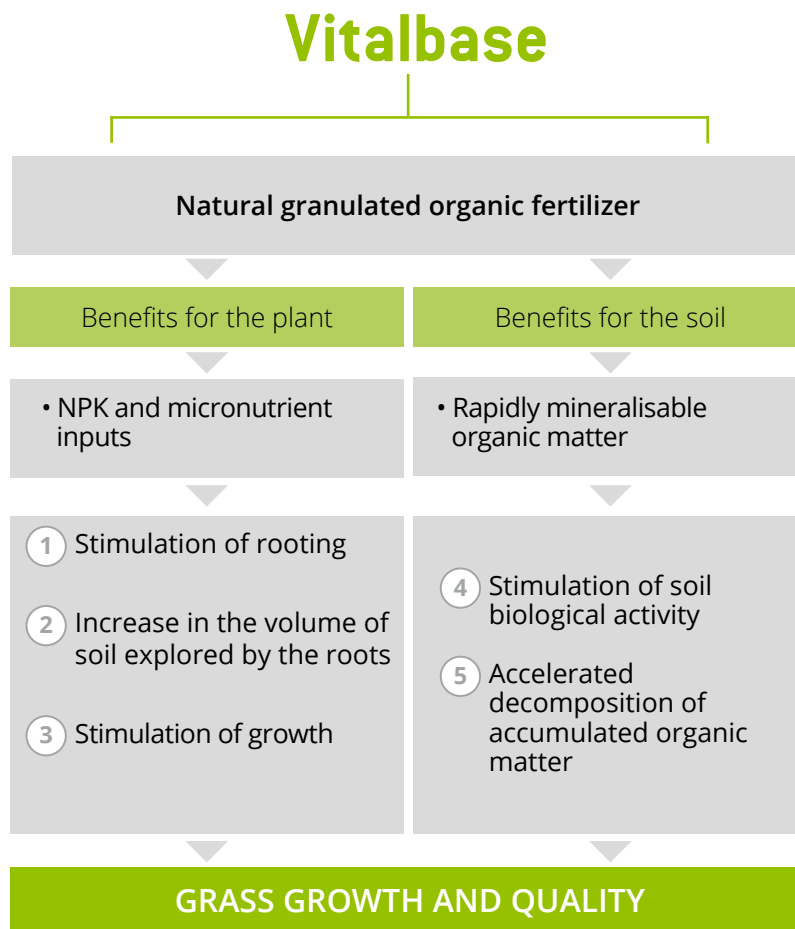 Vitalbase
Natural granulated organic fertilizer
Benefits for the plant
Benefits for the soil
• NPK and micronutrient
inputs
• Rapidly mineralisable
organic matter
1 Stimulation of rooting
2 Increase in the volume of
soil explored by the roots
3 Stimulation of growth
4 Stimulation of soil
biological activity
5 Accelerated
decomposition of
accumulated organic
matter
GRASS GROWTH AND QUALITY